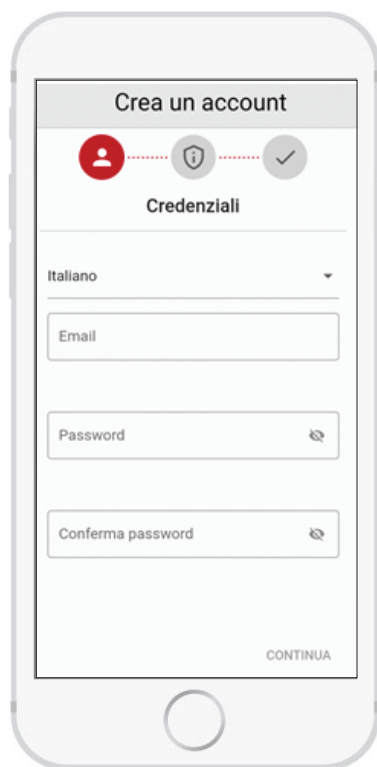 Crea un account
Credenziali
Italiano
Email
Password
Conferma password
CONTINUA